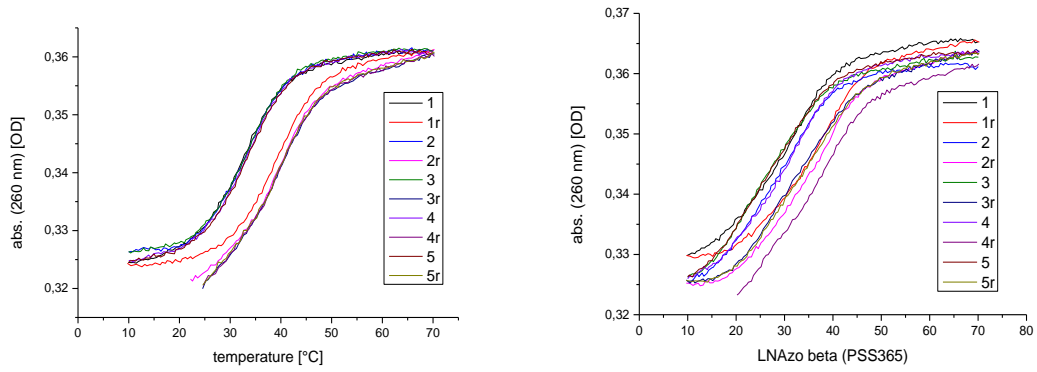 abs. (260 nm) [OD]
0,36
0,35
0,34
0,33
0,32
0 10 20 30 40 50 60 70
temperature [°C]
1
1r
2
2r
3
3r
4
4r
5
5r
abs. (260 nm) [OD]
0,37
0,36
0,35
0,34
0,33
0,32
0 10 20 30 40 50 60 70 80
LNAzo beta (PSS365)
1
1r
2
2r
3
3r
4
4r
5
5r